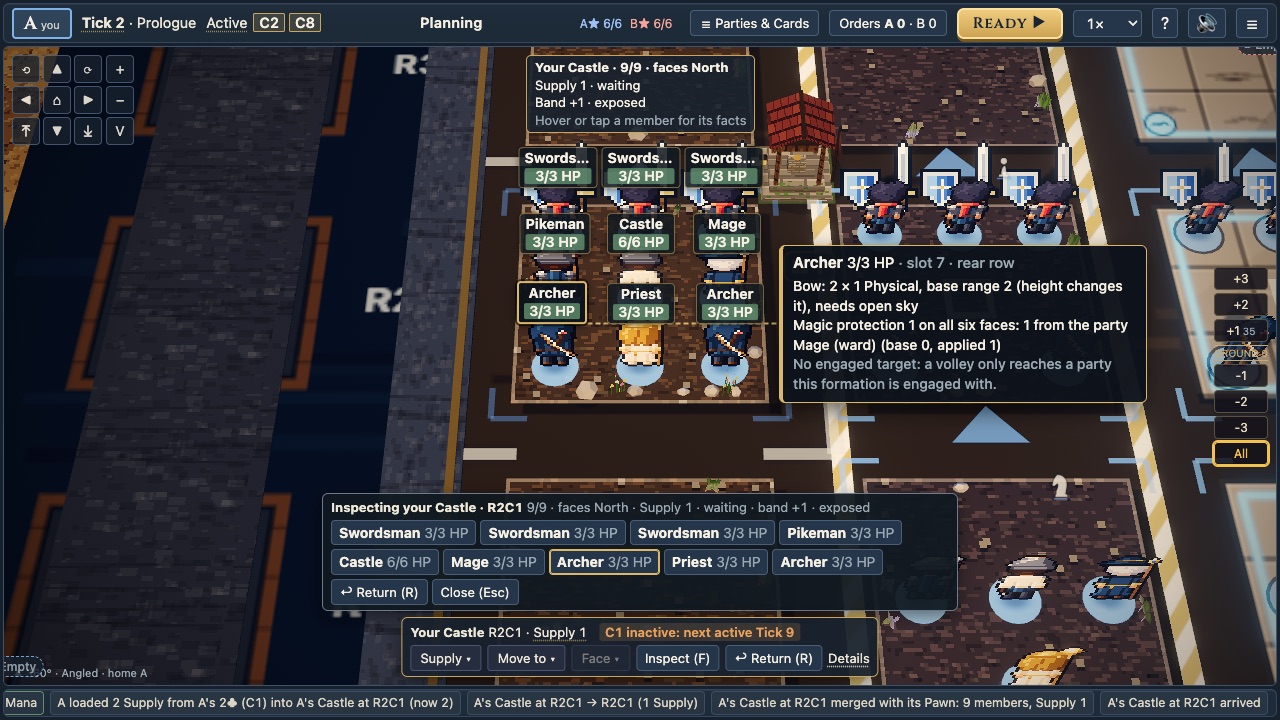 A you
Tick 2 · Prologue
Active C2 C8
Planning
A★ 6/6 B★ 6/6
≡ Parties & Cards
Orders A 0 · B 0
READY ▶
1×
?
≡
⟲ ▲ ⟳ +
◀ ⌂ ▶ −
⤒ ▼ ⤓ V
Your Castle · 9/9 · faces North
Supply 1 · waiting
Band +1 · exposed
Hover or tap a member for its facts
Swords... Swords... Swords...
3/3 HP 3/3 HP 3/3 HP
Pikeman Castle Mage
3/3 HP 6/6 HP 3/3 HP
Archer Priest Archer
3/3 HP 3/3 HP 3/3 HP
Archer 3/3 HP · slot 7 · rear row
Bow: 2 × 1 Physical, base range 2 (height changes
it), needs open sky
Magic protection 1 on all six faces: 1 from the party
Mage (ward) (base 0, applied 1)
No engaged target: a volley only reaches a party
this formation is engaged with.
+3
+2
+1 35
-1
-2
-3
All
Inspecting your Castle · R2C1 9/9 · faces North · Supply 1 · waiting · band +1 · exposed
Swordsman 3/3 HP Swordsman 3/3 HP Swordsman 3/3 HP Pikeman 3/3 HP
Castle 6/6 HP Mage 3/3 HP Archer 3/3 HP Priest 3/3 HP Archer 3/3 HP
↩ Return (R) Close (Esc)
Your Castle R2C1 · Supply 1 C1 inactive: next active Tick 9
Supply ▾ Move to ▾ Face ▾ Inspect (F) ↩ Return (R) Details
0° · Angled · home A
Mana
A loaded 2 Supply from A's 2♣ (C1) into A's Castle at R2C1 (now 2)
A's Castle at R2C1 → R2C1 (1 Supply)
A's Castle at R2C1 merged with its Pawn: 9 members, Supply 1
A's Castle at R2C1 arrived